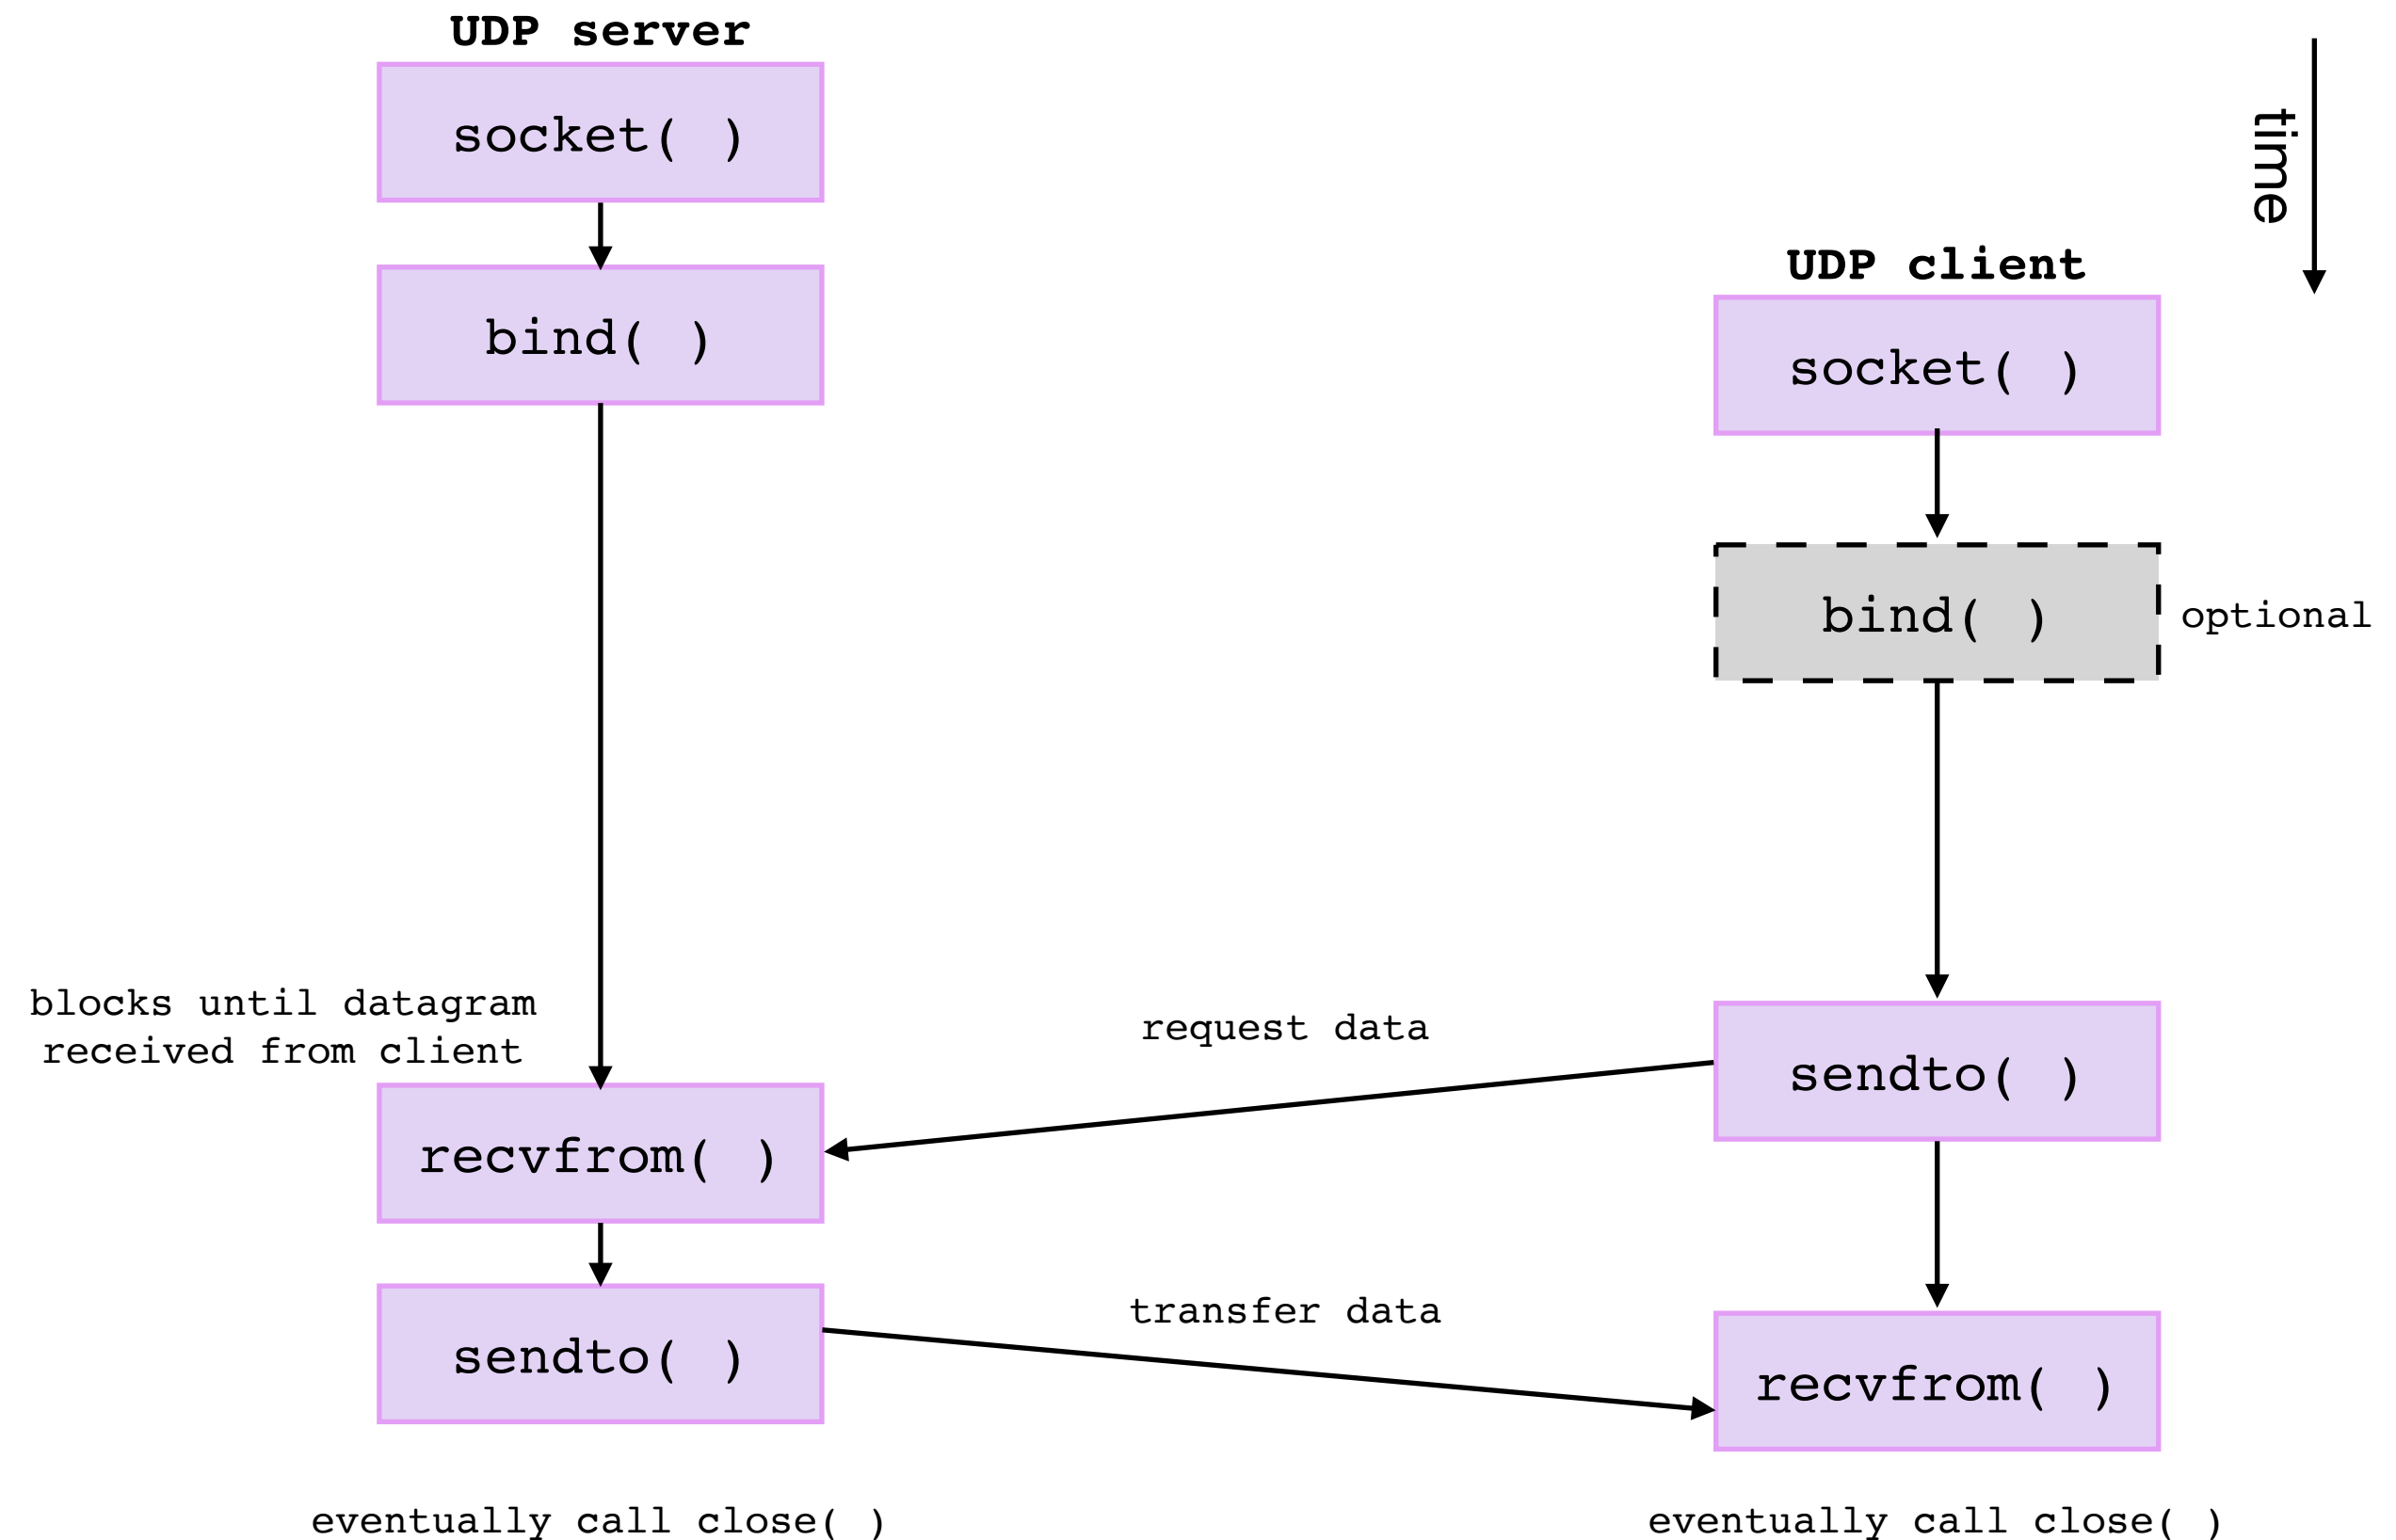 UDP server
socket( )
bind( )
time
UDP client
socket( )
bind( )
optional
blocks until datagram
received from client
request data
sendto( )
recvfrom( )
transfer data
sendto( )
recvfrom( )
eventually call close( )
eventually call close( )